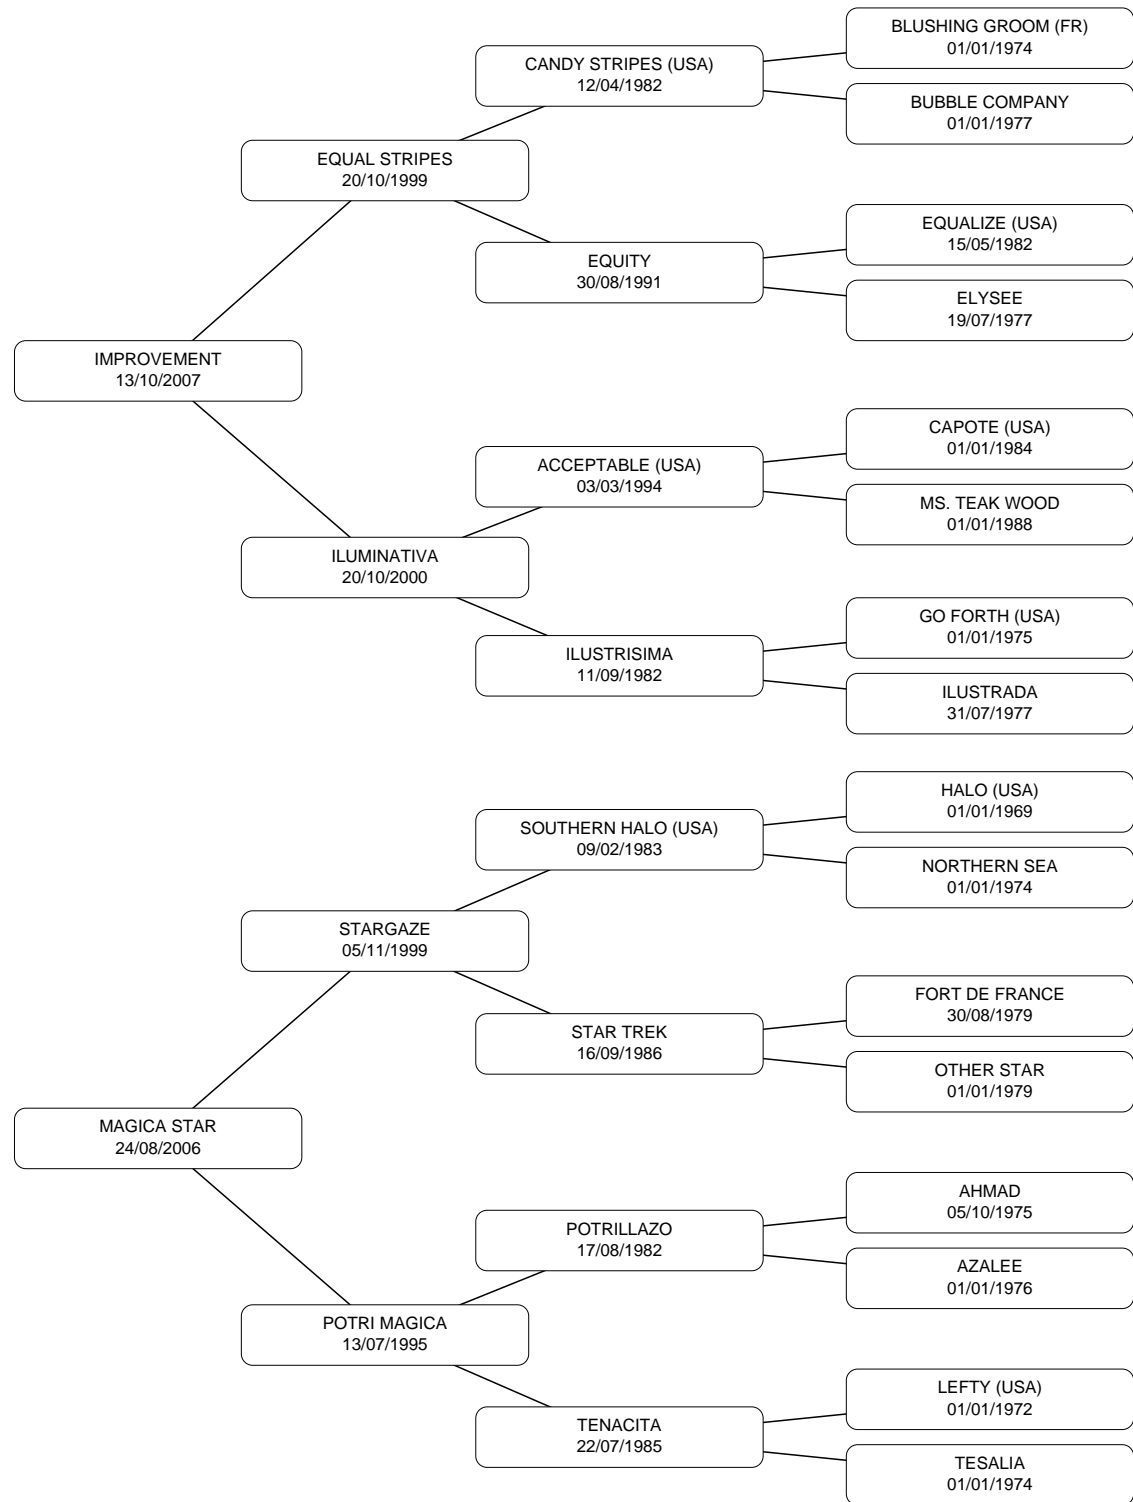 BLUSHING GROOM (FR)
01/01/1974
CANDY STRIPES (USA)
12/04/1982
BUBBLE COMPANY
01/01/1977
EQUAL STRIPES
20/10/1999
EQUALIZE (USA)
15/05/1982
EQUITY
30/08/1991
ELYSEE
19/07/1977
IMPROVEMENT
13/10/2007
CAPOTE (USA)
01/01/1984
ACCEPTABLE (USA)
03/03/1994
MS. TEAK WOOD
01/01/1988
ILUMINATIVA
20/10/2000
GO FORTH (USA)
01/01/1975
ILUSTRISIMA
11/09/1982
ILUSTRADA
31/07/1977
HALO (USA)
01/01/1969
SOUTHERN HALO (USA)
09/02/1983
NORTHERN SEA
01/01/1974
STARGAZE
05/11/1999
FORT DE FRANCE
30/08/1979
STAR TREK
16/09/1986
OTHER STAR
01/01/1979
MAGICA STAR
24/08/2006
AHMAD
05/10/1975
POTRILLAZO
17/08/1982
AZALEE
01/01/1976
POTRI MAGICA
13/07/1995
LEFTY (USA)
01/01/1972
TENACITA
22/07/1985
TESALIA
01/01/1974